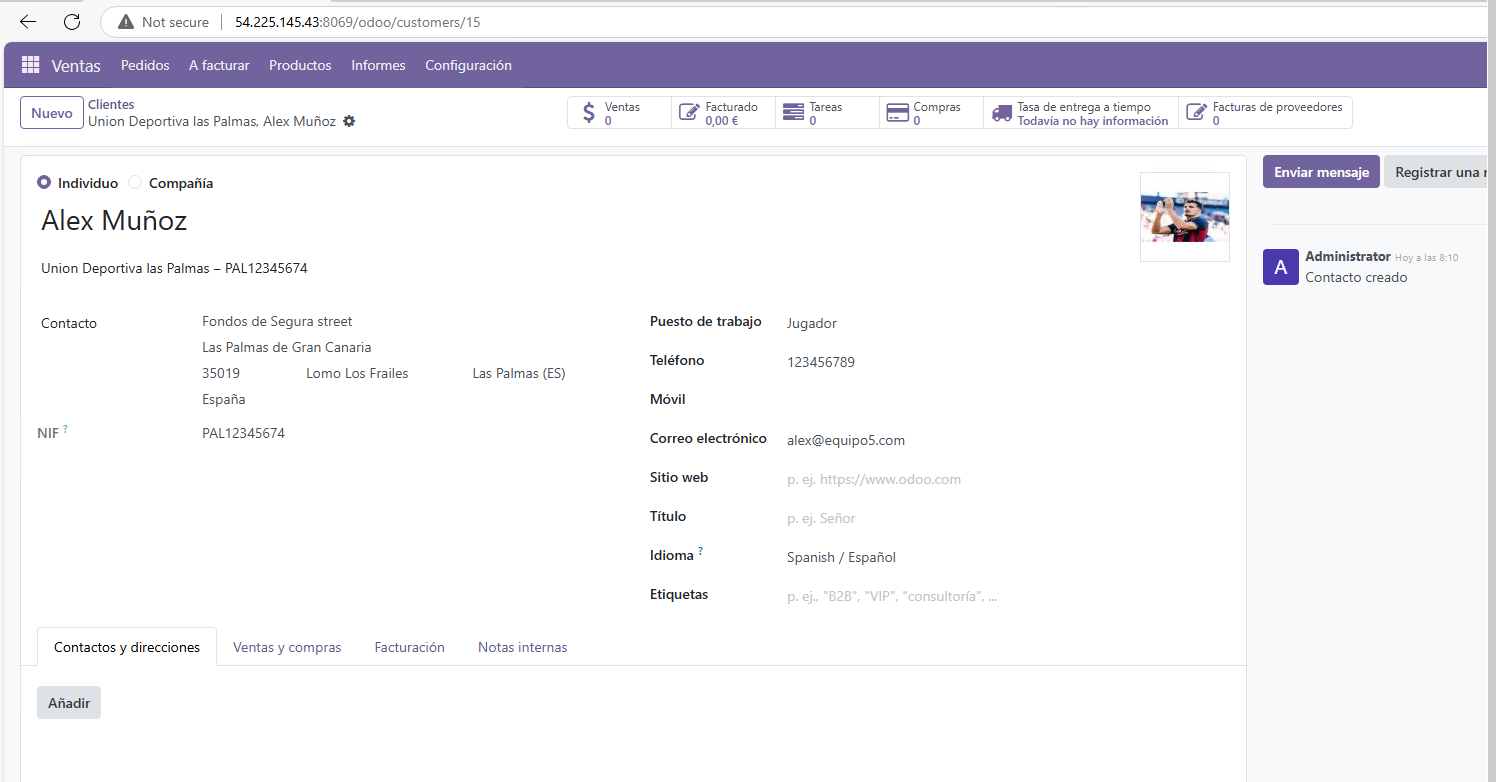 Not secure 54.225.145.43:8069/odoo/customers/15
Ventas Pedidos A facturar Productos Informes Configuración
Nuevo
Clientes
Union Deportiva las Palmas, Alex Muñoz
Ventas
0
Facturado
0,00 €
Tareas
0
Compras
0
Tasa de entrega a tiempo
Todavía no hay información
Facturas de proveedores
0
Individuo Compañía
Alex Muñoz
Union Deportiva las Palmas – PAL12345674
Contacto
Fondos de Segura street
Las Palmas de Gran Canaria
35019 Lomo Los Frailes Las Palmas (ES)
España
NIF ?
PAL12345674
Puesto de trabajo Jugador
Teléfono 123456789
Móvil
Correo electrónico alex@equipo5.com
Sitio web p. ej. https://www.odoo.com
Título p. ej. Señor
Idioma ? Spanish / Español
Etiquetas p. ej., "B2B", "VIP", "consultoría", ...
Contactos y direcciones Ventas y compras Facturación Notas internas
Añadir
Enviar mensaje Registrar una
A
Administrator Hoy a las 8:10
Contacto creado